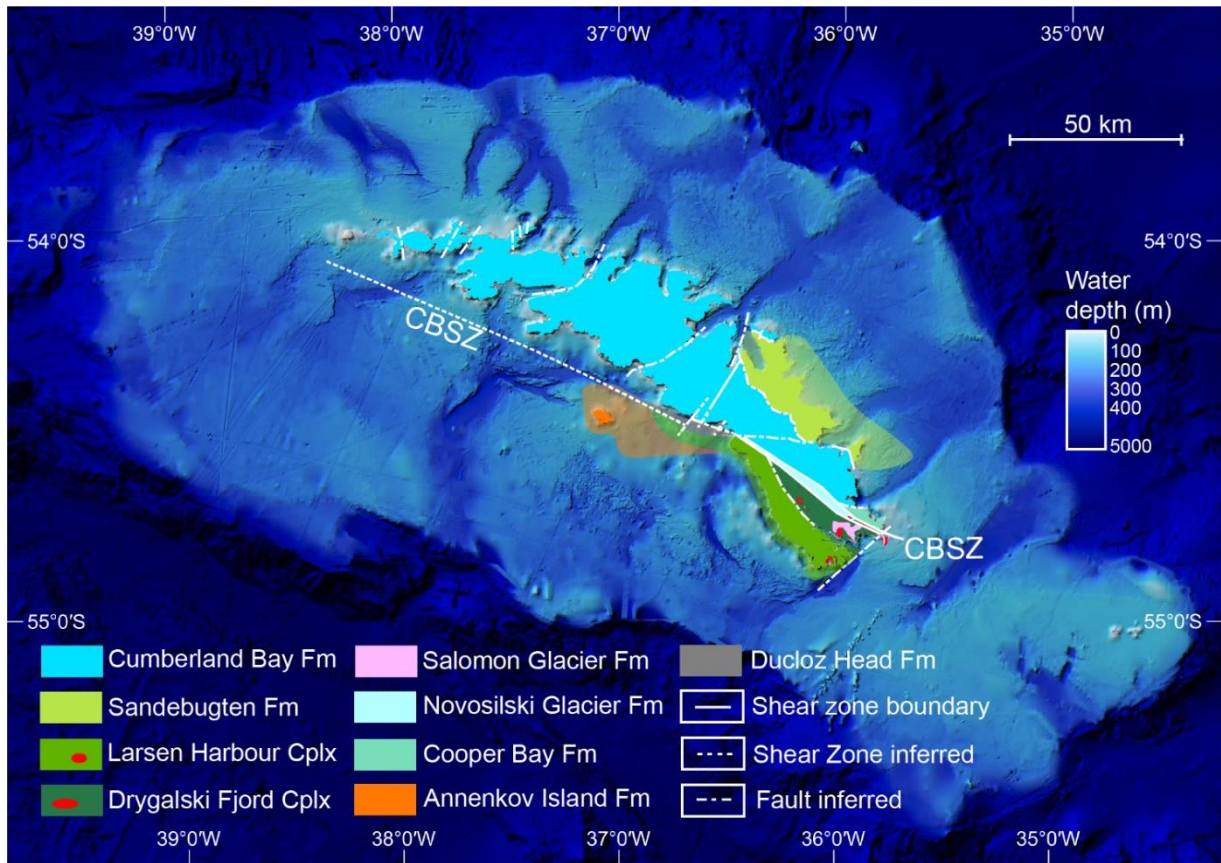 39°0'W 38°0'W 37°0'W 36°0'W 35°0'W
50 km
54°0'S 54°0'S
Water
depth (m)
0
100
200
300
400
5000
CBSZ
CBSZ
55°0'S 55°0'S
Cumberland Bay Fm Salomon Glacier Fm Ducloz Head Fm
Sandebugten Fm Novosilski Glacier Fm Shear zone boundary
Larsen Harbour Cplx Cooper Bay Fm Shear Zone inferred
Drygalski Fjord Cplx Annenkov Island Fm Fault inferred
39°0'W 38°0'W 37°0'W 36°0'W 35°0'W